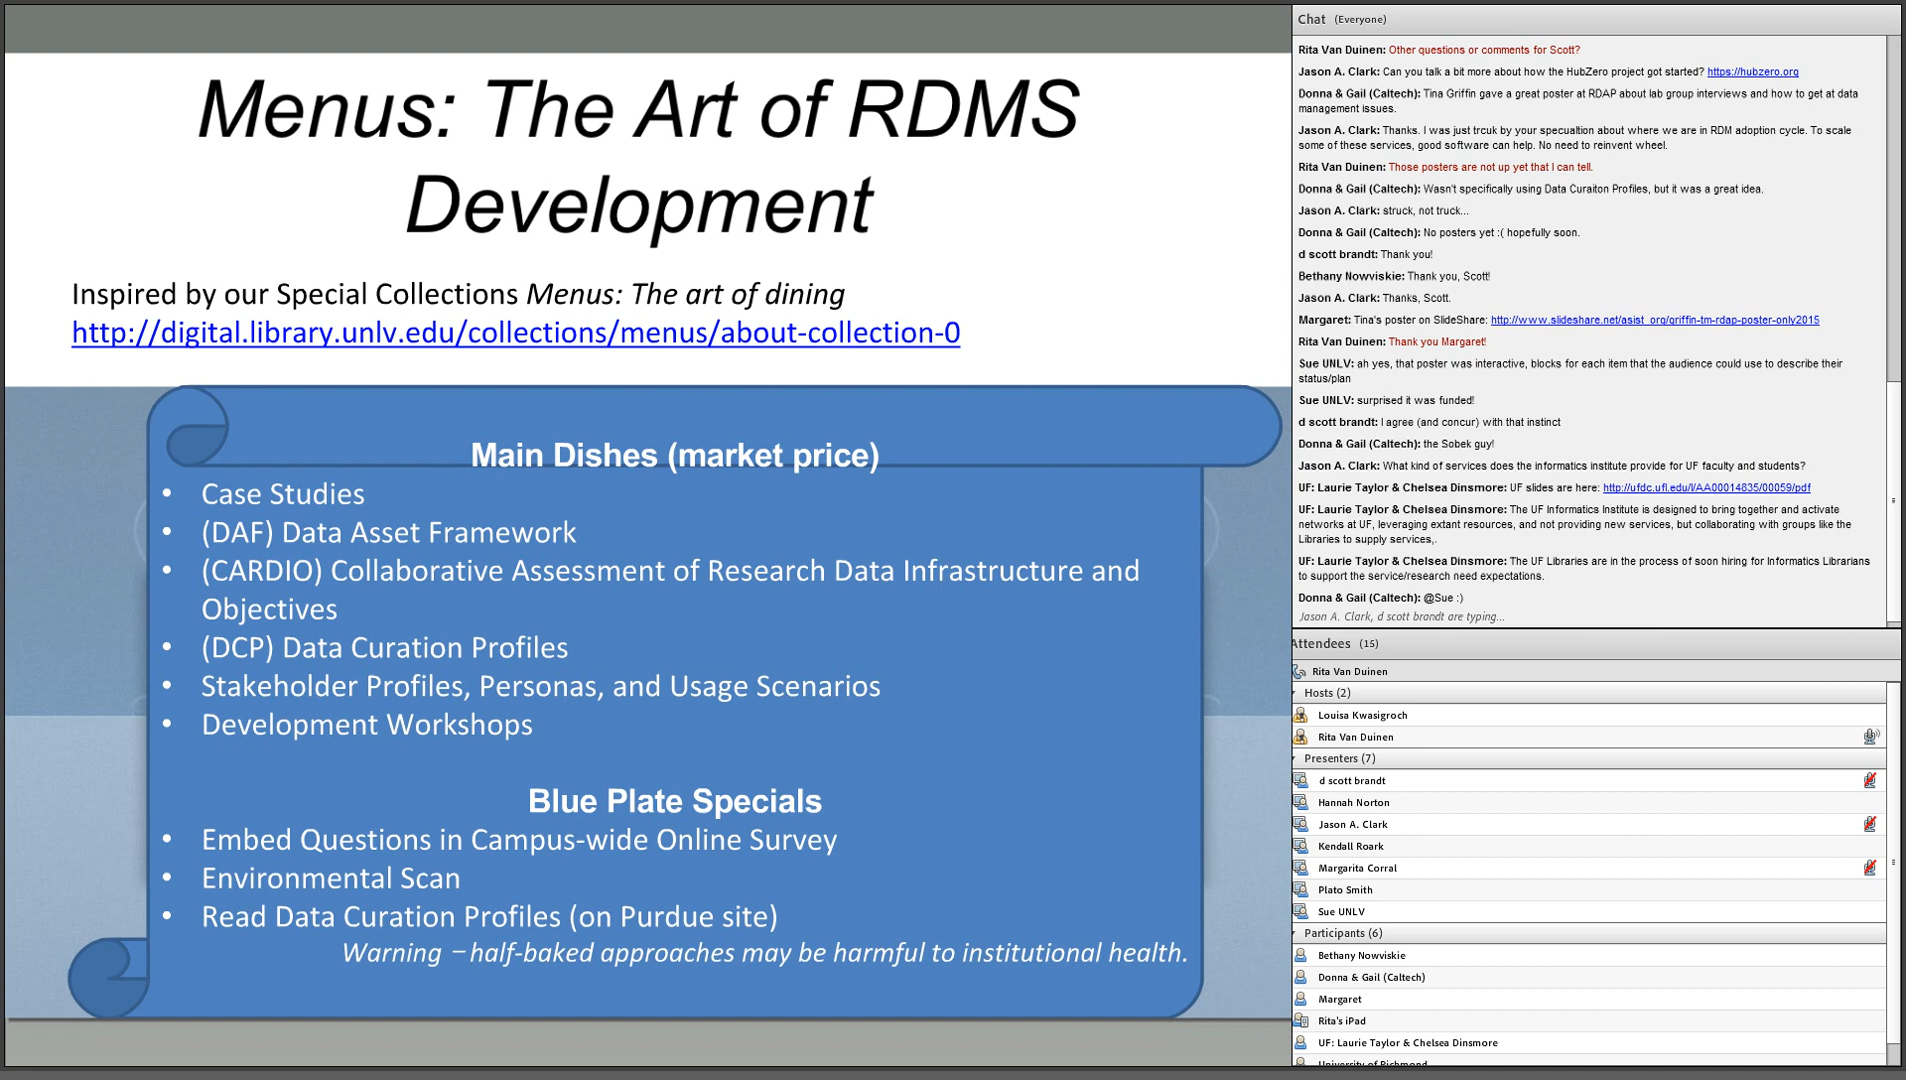 Menus: The Art of RDMS
Development
Inspired by our Special Collections Menus: The art of dining
http://digital.library.unlv.edu/collections/menus/about-collection-0
Main Dishes (market price)
• Case Studies
• (DAF) Data Asset Framework
• (CARDIO) Collaborative Assessment of Research Data Infrastructure and
Objectives
• (DCP) Data Curation Profiles
• Stakeholder Profiles, Personas, and Usage Scenarios
• Development Workshops
Blue Plate Specials
• Embed Questions in Campus-wide Online Survey
• Environmental Scan
• Read Data Curation Profiles (on Purdue site)
Warning – half-baked approaches may be harmful to institutional health.
Chat (Everyone)
Rita Van Duinen: Other questions or comments for Scott?
Jason A. Clark: Can you talk a bit more about how the HubZero project got started? https://hubzero.org
Donna & Gail (Caltech): Tina Griffin gave a great poster at RDAP about lab group interviews and how to get at data
management issues.
Jason A. Clark: Thanks. I was just trcuk by your specualtion about where we are in RDM adoption cycle. To scale
some of these services, good software can help. No need to reinvent wheel.
Rita Van Duinen: Those posters are not up yet that I can tell.
Donna & Gail (Caltech): Wasn't specifically using Data Curaiton Profiles, but it was a great idea.
Jason A. Clark: struck, not truck...
Donna & Gail (Caltech): No posters yet :( hopefully soon.
d scott brandt: Thank you!
Bethany Nowviskie: Thank you, Scott!
Jason A. Clark: Thanks, Scott.
Margaret: Tina's poster on SlideShare: http://www.slideshare.net/asist_org/griffin-tm-rdap-poster-only2015
Rita Van Duinen: Thank you Margaret!
Sue UNLV: ah yes, that poster was interactive, blocks for each item that the audience could use to describe their
status/plan
Sue UNLV: surprised it was funded!
d scott brandt: I agree (and concur) with that instinct
Donna & Gail (Caltech): the Sobek guy!
Jason A. Clark: What kind of services does the informatics institute provide for UF faculty and students?
UF: Laurie Taylor & Chelsea Dinsmore: UF slides are here: http://ufdc.ufl.edu/l/AA00014835/00059/pdf
UF: Laurie Taylor & Chelsea Dinsmore: The UF Informatics Institute is designed to bring together and activate
networks at UF, leveraging extant resources, and not providing new services, but collaborating with groups like the
Libraries to supply services,.
UF: Laurie Taylor & Chelsea Dinsmore: The UF Libraries are in the process of soon hiring for Informatics Librarians
to support the service/research need expectations.
Donna & Gail (Caltech): @Sue :)
Jason A. Clark, d scott brandt are typing...
Attendees (15)
Rita Van Duinen
Hosts (2)
Louisa Kwasigroch
Rita Van Duinen
Presenters (7)
d scott brandt
Hannah Norton
Jason A. Clark
Kendall Roark
Margarita Corral
Plato Smith
Sue UNLV
Participants (6)
Bethany Nowviskie
Donna & Gail (Caltech)
Margaret
Rita's iPad
UF: Laurie Taylor & Chelsea Dinsmore
University of Richmond